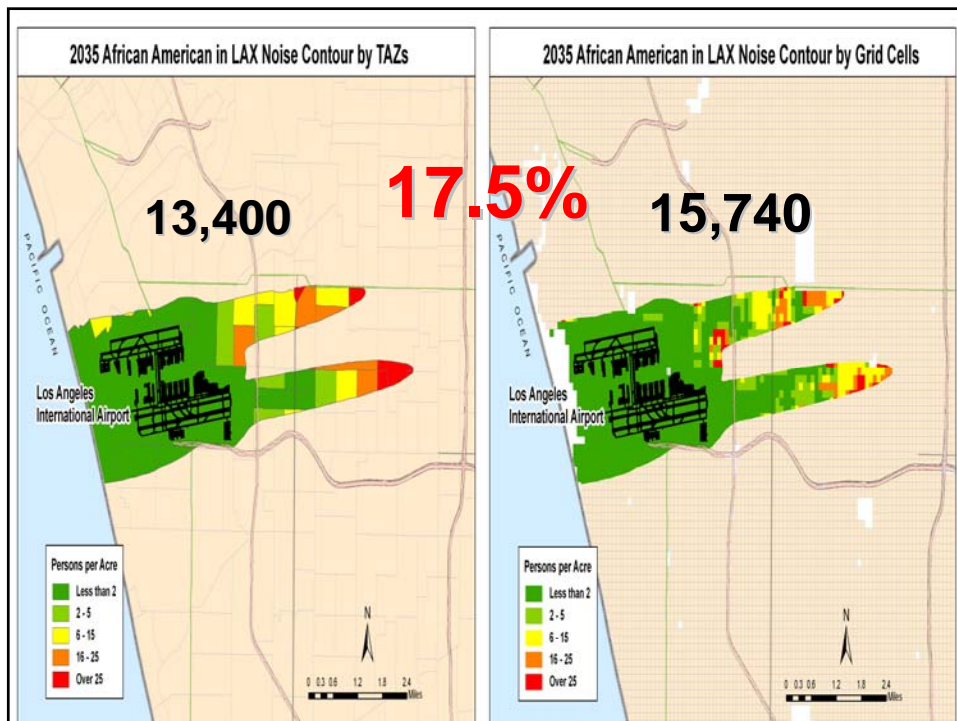 2035 African American in LAX Noise Contour by TAZs
13,400
PACIFIC OCEAN
Los Angeles
International Airport
Persons per Acre
Less than 2
2 - 5
6 - 15
16 - 25
Over 25
N
0 0.3 0.6 1.2 1.8 2.4
Miles
17.5%
2035 African American in LAX Noise Contour by Grid Cells
15,740
PACIFIC OCEAN
Los Angeles
International Airport
Persons per Acre
Less than 2
2 - 5
6 - 15
16 - 25
Over 25
N
0 0.3 0.6 1.2 1.8 2.4
Miles